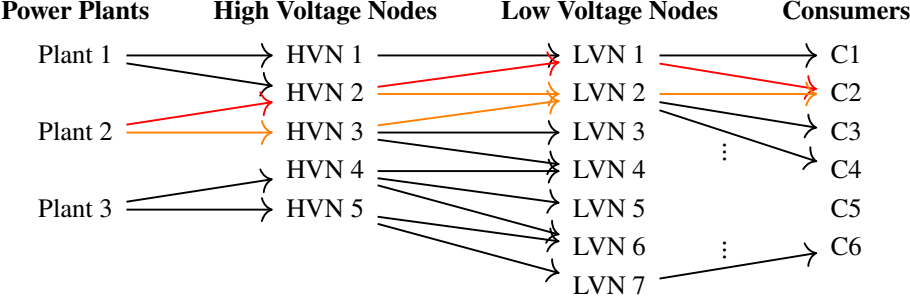 Power Plants High Voltage Nodes Low Voltage Nodes Consumers
Plant 1 HVN 1 LVN 1 C1
HVN 2 LVN 2 C2
Plant 2 HVN 3 LVN 3 C3
HVN 4 LVN 4 C4
Plant 3 HVN 5 LVN 5 C5
LVN 6 C6
LVN 7